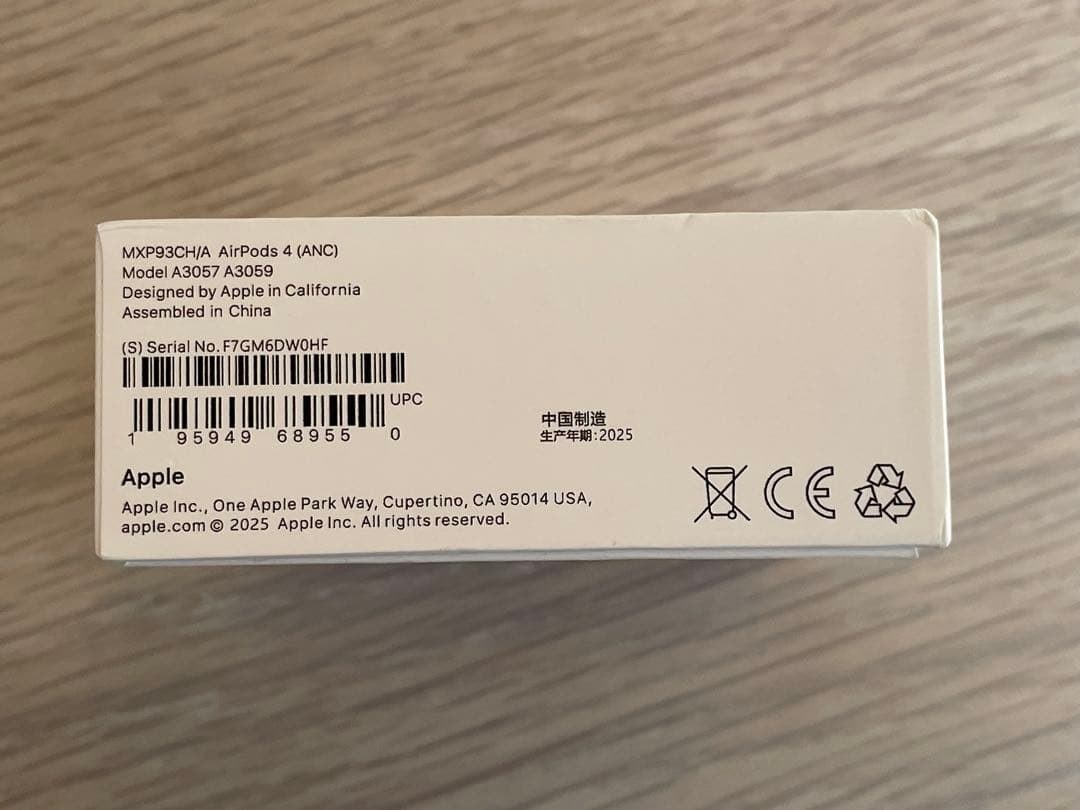 MXP93CH/A AirPods 4 (ANC)
Model A3057 A3059
Designed by Apple in California
Assembled in China
(S) Serial No. F7GM6DW0HF
UPC
1 95949 68955 0
中国制造
生产年期:2025
Apple
Apple Inc., One Apple Park Way, Cupertino, CA 95014 USA,
apple.com © 2025 Apple Inc. All rights reserved.
CE